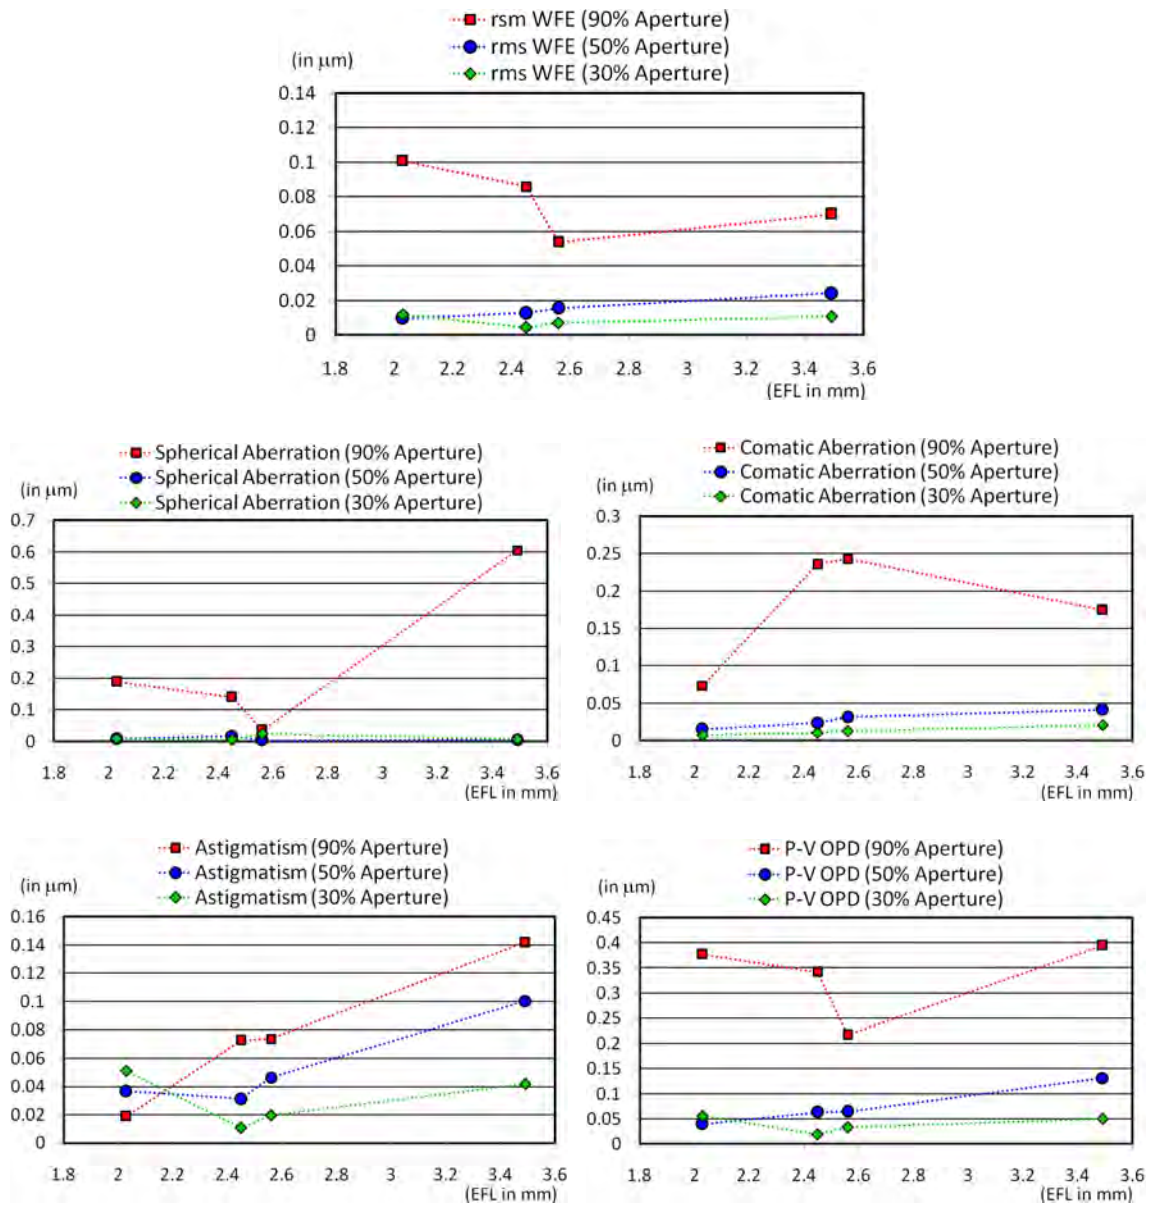 rsm WFE (90% Aperture)
rms WFE (50% Aperture)
rms WFE (30% Aperture)
(in µm)
0.14
0.12
0.1
0.08
0.06
0.04
0.02
0
1.8 2 2.2 2.4 2.6 2.8 3 3.2 3.4 3.6
(EFL in mm)
Spherical Aberration (90% Aperture)
Spherical Aberration (50% Aperture)
Spherical Aberration (30% Aperture)
(in µm)
0.7
0.6
0.5
0.4
0.3
0.2
0.1
0
1.8 2 2.2 2.4 2.6 2.8 3 3.2 3.4 3.6
(EFL in mm)
Comatic Aberration (90% Aperture)
Comatic Aberration (50% Aperture)
Comatic Aberration (30% Aperture)
(in µm)
0.3
0.25
0.2
0.15
0.1
0.05
0
1.8 2 2.2 2.4 2.6 2.8 3 3.2 3.4 3.6
(EFL in mm)
Astigmatism (90% Aperture)
Astigmatism (50% Aperture)
Astigmatism (30% Aperture)
(in µm)
0.16
0.14
0.12
0.1
0.08
0.06
0.04
0.02
0
1.8 2 2.2 2.4 2.6 2.8 3 3.2 3.4 3.6
(EFL in mm)
P-V OPD (90% Aperture)
P-V OPD (50% Aperture)
P-V OPD (30% Aperture)
(in µm)
0.45
0.4
0.35
0.3
0.25
0.2
0.15
0.1
0.05
0
1.8 2 2.2 2.4 2.6 2.8 3 3.2 3.4 3.6
(EFL in mm)